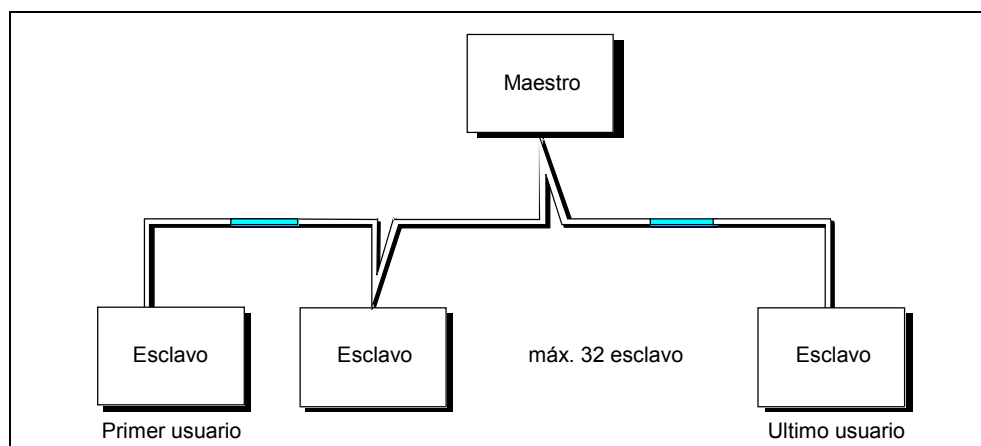 Maestro
Esclavo
Esclavo
máx. 32 esclavo
Esclavo
Primer usuario
Ultimo usuario